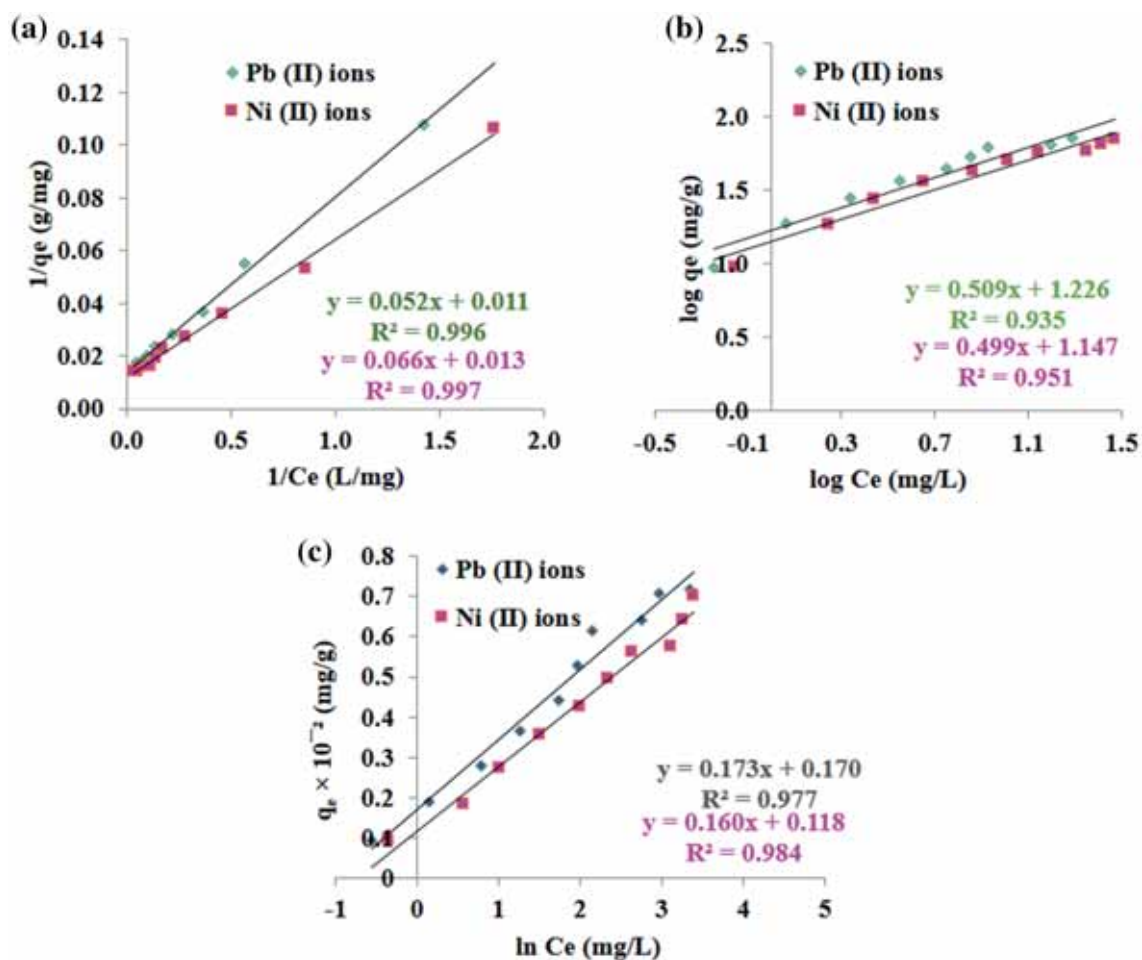 (a)
0.14
0.12
0.10
0.08
0.06
0.04
0.02
0.00
1/qe (g/mg)
Pb (II) ions
Ni (II) ions
y = 0.052x + 0.011
R² = 0.996
y = 0.066x + 0.013
R² = 0.997
0.0 0.5 1.0 1.5 2.0
1/Ce (L/mg)
(b)
2.5
2.0
1.5
1.0
0.5
0.0
log qe (mg/g)
Pb (II) ions
Ni (II) ions
y = 0.509x + 1.226
R² = 0.935
y = 0.499x + 1.147
R² = 0.951
-0.5 -0.1 0.3 0.7 1.1 1.5
log Ce (mg/L)
(c)
0.8
0.7
0.6
0.5
0.4
0.3
0.2
0.1
0
qₑ × 10⁻² (mg/g)
Pb (II) ions
Ni (II) ions
y = 0.173x + 0.170
R² = 0.977
y = 0.160x + 0.118
R² = 0.984
-1 0 1 2 3 4 5
ln Ce (mg/L)